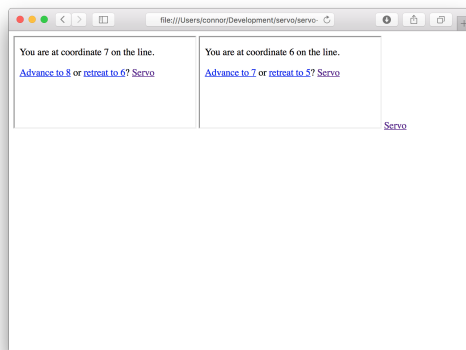 file:///Users/connor/Development/servo/servo-
You are at coordinate 7 on the line.
Advance to 8 or retreat to 6? Servo
You are at coordinate 6 on the line.
Advance to 7 or retreat to 5? Servo
Servo